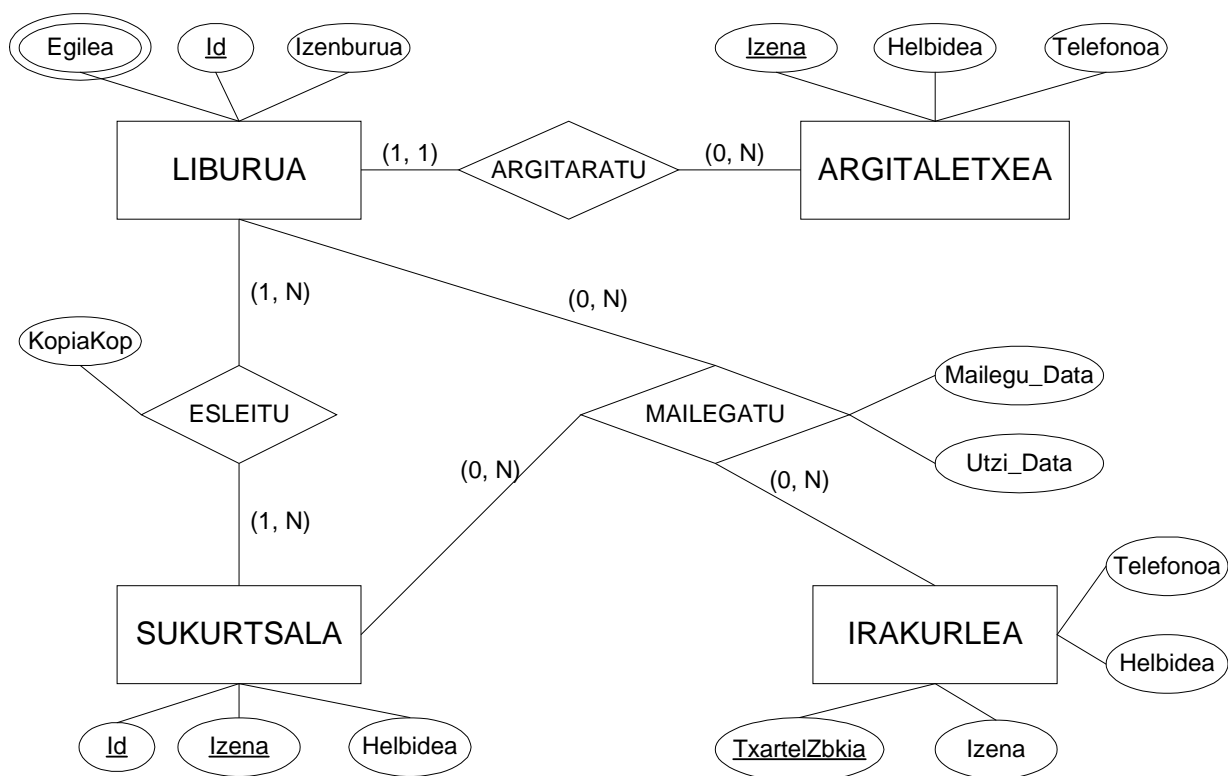 Egilea
Id
Izenburua
Izena
Helbidea
Telefonoa
LIBURUA
(1, 1)
ARGITARATU
(0, N)
ARGITALETXEA
(1, N)
(0, N)
KopiaKop
ESLEITU
MAILEGATU
Mailegu_Data
Utzi_Data
(0, N)
(0, N)
(1, N)
SUKURTSALA
IRAKURLEA
Telefonoa
Helbidea
Id
Izena
Helbidea
TxartelZbkia
Izena